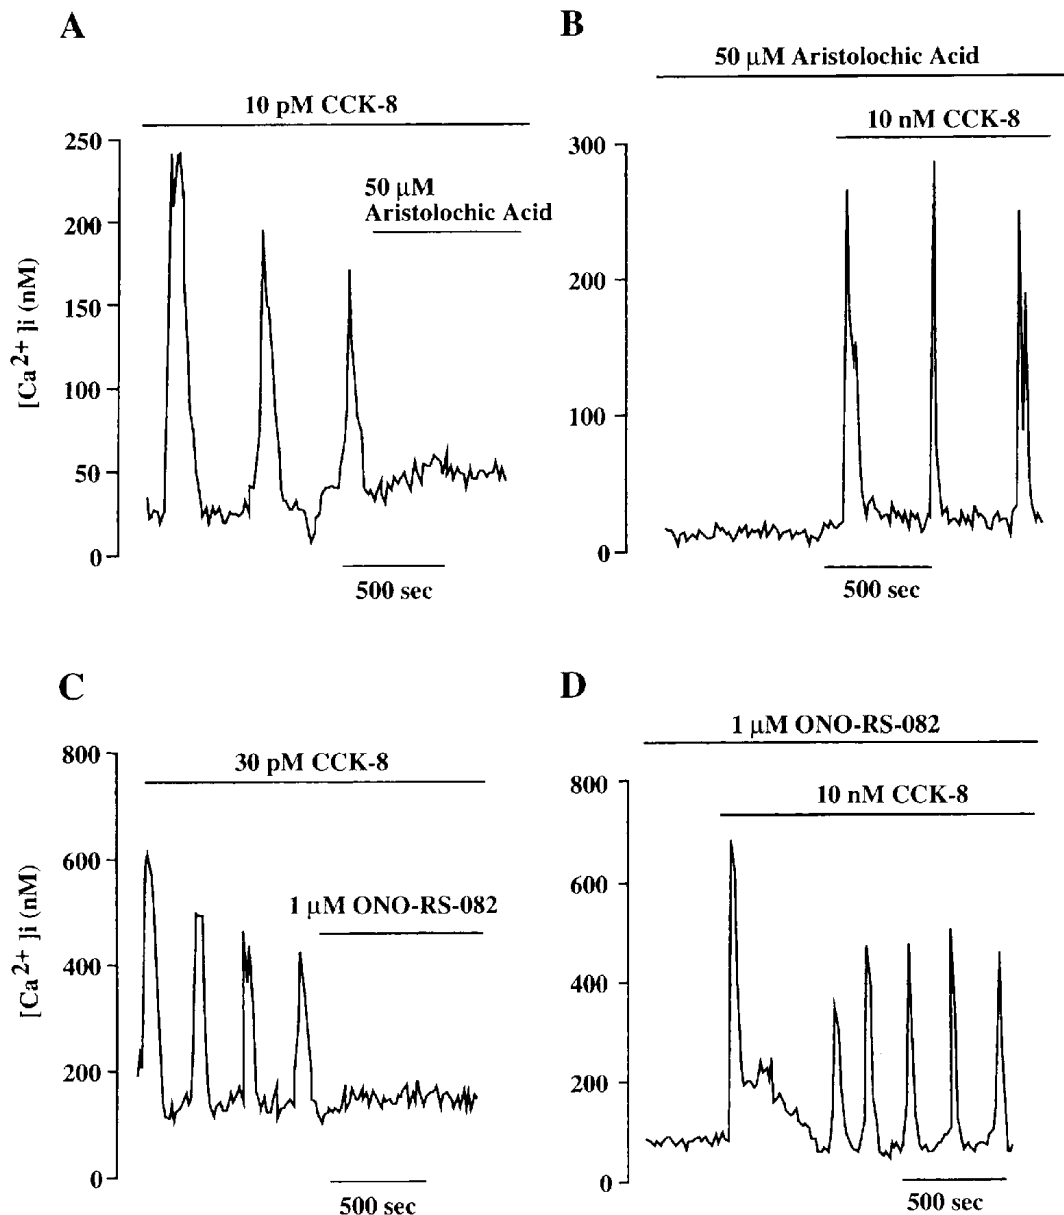 A
10 pM CCK-8
50 μM
Aristolochic Acid
250
200
150
100
50
0
[Ca2+]i (nM)
500 sec
B
50 μM Aristolochic Acid
10 nM CCK-8
300
200
100
0
500 sec
C
30 pM CCK-8
1 μM ONO-RS-082
800
600
400
200
0
[Ca2+]i (nM)
500 sec
D
1 μM ONO-RS-082
10 nM CCK-8
800
600
400
200
0
500 sec